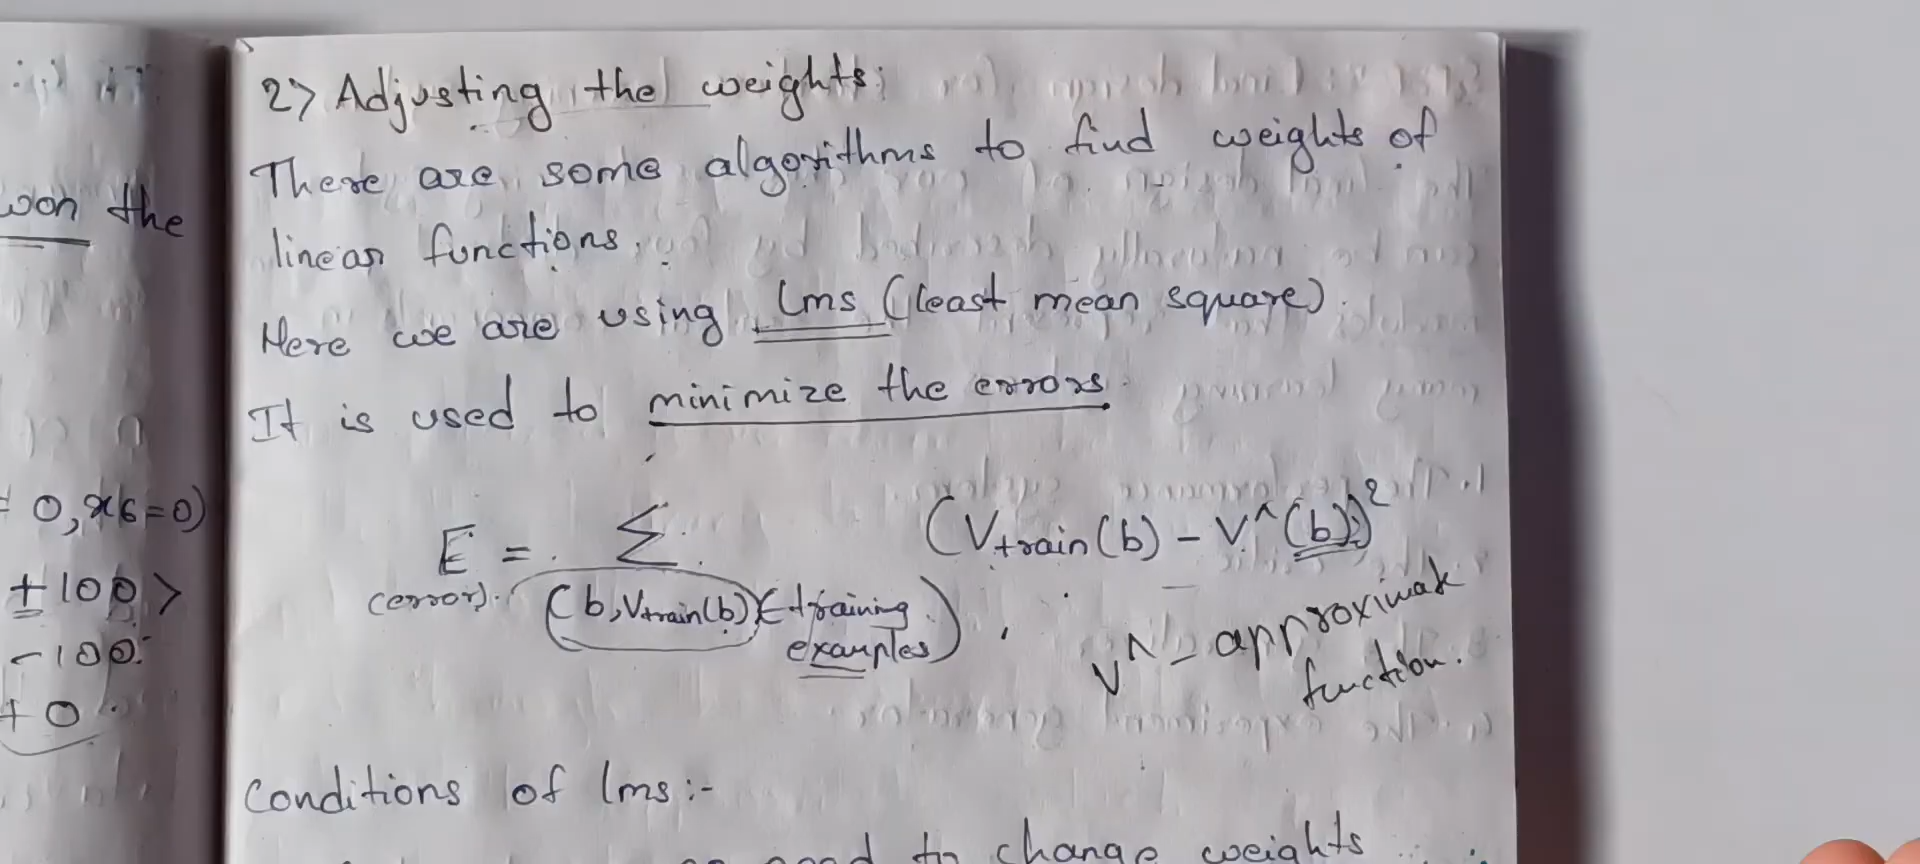 won the
0, x6=0)
+100>
-100
+0
2> Adjusting the weights:
There are some algorithms to find weights of
linear functions.
Here we are using lms (least mean square).
It is used to minimize the errors.
E = Σ (Vtrain(b) - V^(b))²
(error). (b, Vtrain(b) ∈ training
examples)
V^ - approximate
function.
Conditions of lms:-
need to change weights